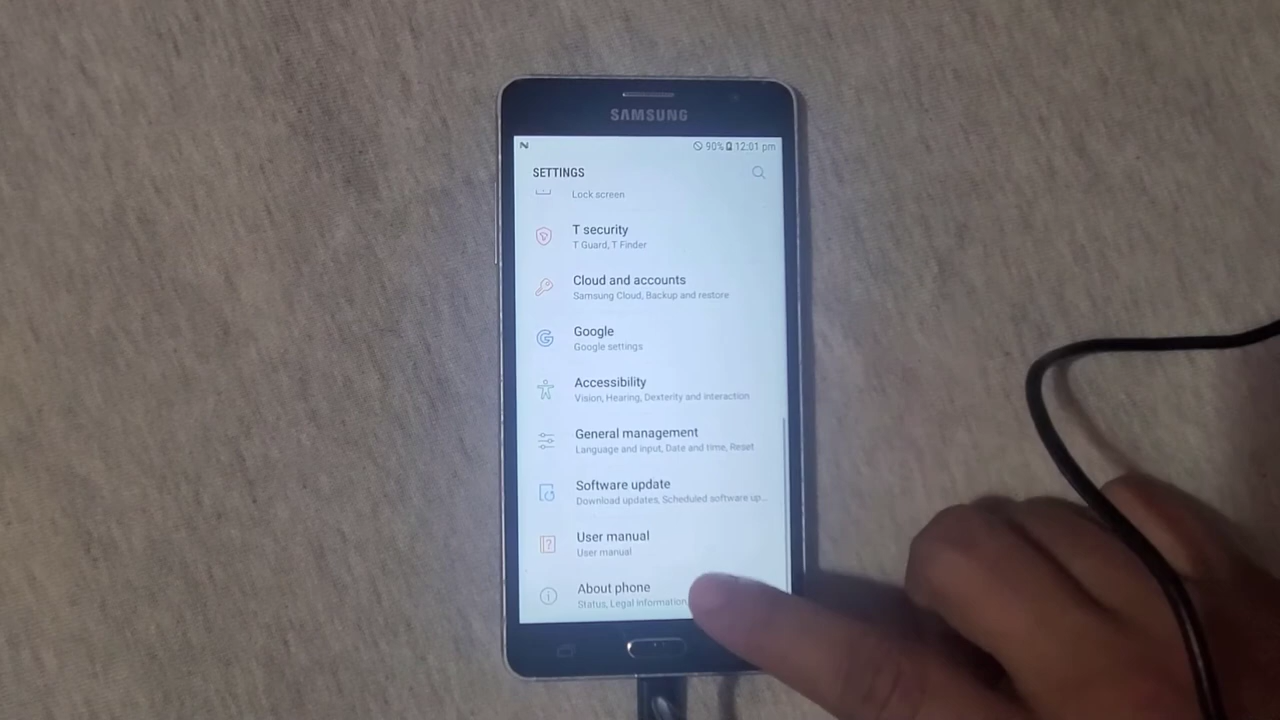 SAMSUNG
90% 12:01 pm
SETTINGS
Lock screen
T security
T Guard, T Finder
Cloud and accounts
Samsung Cloud, Backup and restore
Google
Google settings
Accessibility
Vision, Hearing, Dexterity and interaction
General management
Language and input, Date and time, Reset
Software update
Download updates, Scheduled software up...
User manual
User manual
About phone
Status, Legal information,